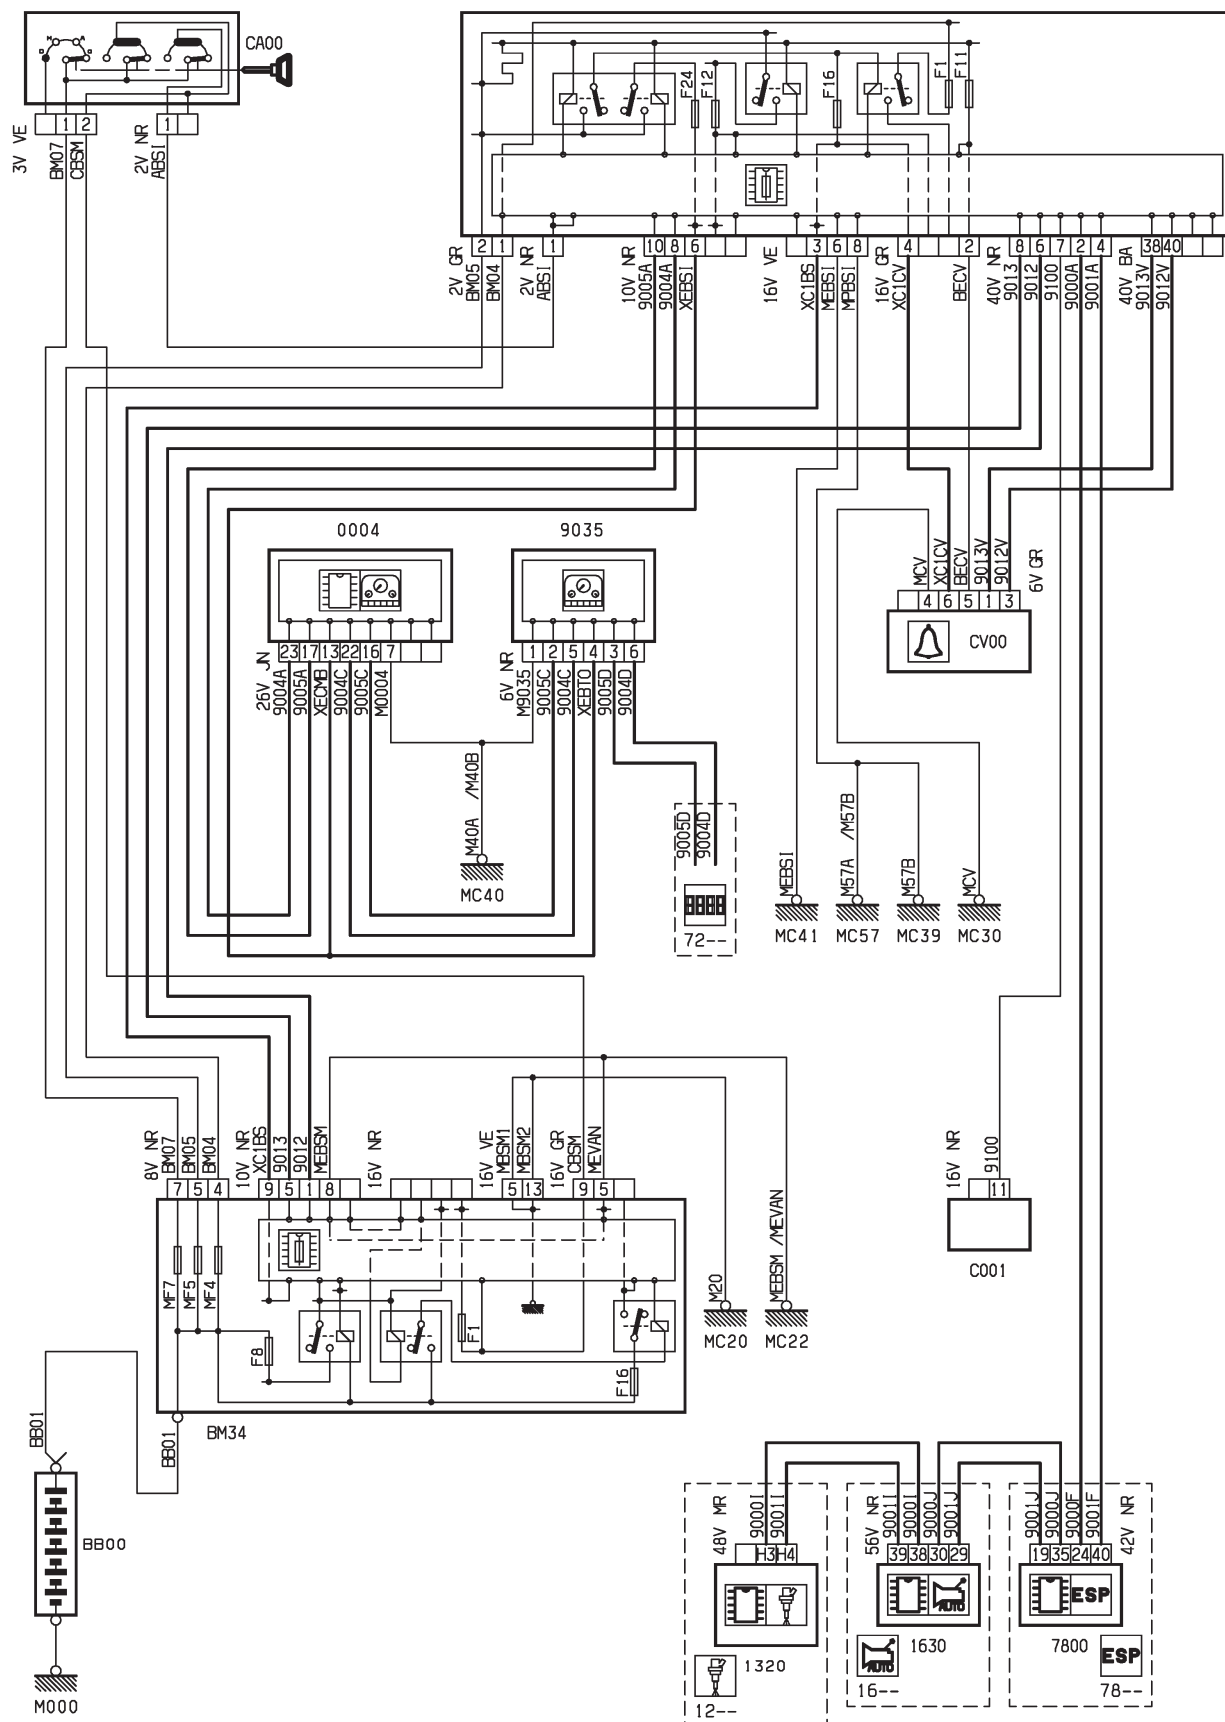 CA00
3V VE
1
2
BM07
CBSM
2V NR
1
ABSI
F24
F12
F16
F1
F11
2V GR
2
1
BM05
BM04
2V NR
1
ABSI
10V NR
10
8
6
9005A
9004A
XEBSI
16V VE
3
6
8
XC1BS
MEBSI
MPBSI
16V GR
4
2
XC1CV
BECV
40V NR
8
6
7
2
4
9013
9012
9100
9000A
9001A
40V BA
38
40
9013V
9012V
0004
26V JN
23
17
13
22
16
7
9004A
9005A
XECMB
9004C
9005C
M0004
9035
6V NR
1
2
5
4
3
6
M9035
9005C
9004C
XEBTO
9005D
9004D
MCV
XC1CV
BECV
9013V
9012V
6V GR
4
6
5
1
3
CV00
M40A /M40B
MC40
9005D
9004D
72--
MEBSI
MC41
M57A /M57B
MC57
M57B
MC39
MCV
MC30
8V NR
BM07
BM05
BM04
7
5
4
10V NR
XC1BS
9013
9012
MEBSM
9
5
1
8
16V NR
16V VE
MBSM1
MBSM2
5
13
16V GR
CBSM
MEVAN
9
5
MF7
MF5
MF4
F8
F1
F16
BM34
M20
MC20
MEBSM /MEVAN
MC22
16V NR
9100
11
C001
BB01
BB01
BB00
M000
48V MR
9000I
9001I
H3
H4
1320
12--
56V NR
9001I
9000I
9000J
9001J
39
38
30
29
AUTO
1630
AUTO
16--
9001J
9000J
9000F
9001F
42V NR
19
35
24
40
ESP
7800
ESP
78--